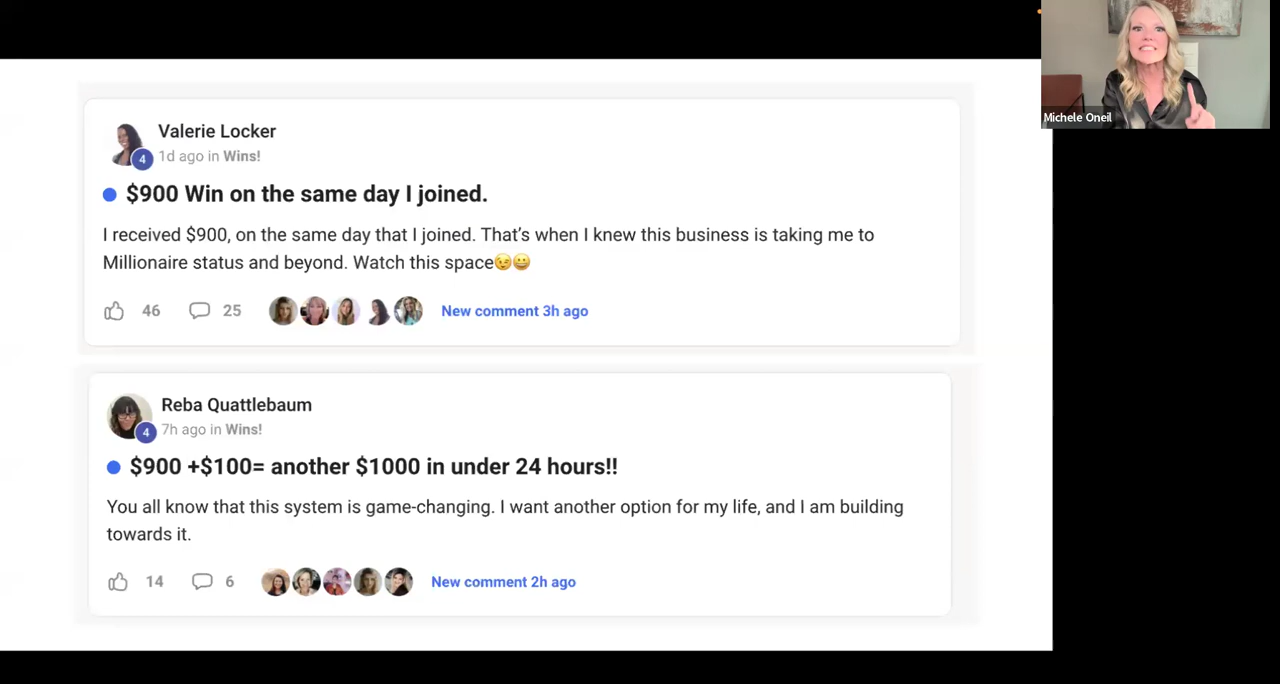 Michele Oneil
Valerie Locker
4
1d ago in Wins!
$900 Win on the same day I joined.
I received $900, on the same day that I joined. That’s when I knew this business is taking me to
Millionaire status and beyond. Watch this space😉😀
46 25 New comment 3h ago
Reba Quattlebaum
4
7h ago in Wins!
$900 +$100= another $1000 in under 24 hours!!
You all know that this system is game-changing. I want another option for my life, and I am building
towards it.
14 6 New comment 2h ago